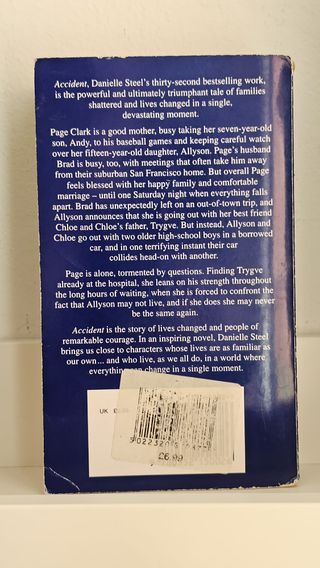 Accident, Danielle Steel's thirty-second bestselling work,
is the powerful and ultimately triumphant tale of families
shattered and lives changed in a single,
devastating moment.
Page Clark is a good mother, busy taking her seven-year-old
son, Andy, to his baseball games and keeping careful watch
over her fifteen-year-old daughter, Allyson. Page's husband
Brad is busy, too, with meetings that often take him away
from their suburban San Francisco home. But overall Page
feels blessed with her happy family and comfortable
marriage – until one Saturday night when everything falls
apart. Brad has unexpectedly left on an out-of-town trip, and
Allyson announces that she is going out with her best friend
Chloe and Chloe's father, Trygve. But instead, Allyson and
Chloe go out with two older high-school boys in a borrowed
car, and in one terrifying instant their car
collides head-on with another.
Page is alone, tormented by questions. Finding Trygve
already at the hospital, she leans on his strength throughout
the long hours of waiting, when she is forced to confront the
fact that Allyson may not live, and if she does she may never
be the same again.
Accident is the story of lives changed and people of
remarkable courage. In an inspiring novel, Danielle Steel
brings us close to characters whose lives are as familiar as
our own... and who live, as we all do, in a world where
everything can change in a single moment.
UK
£6.99